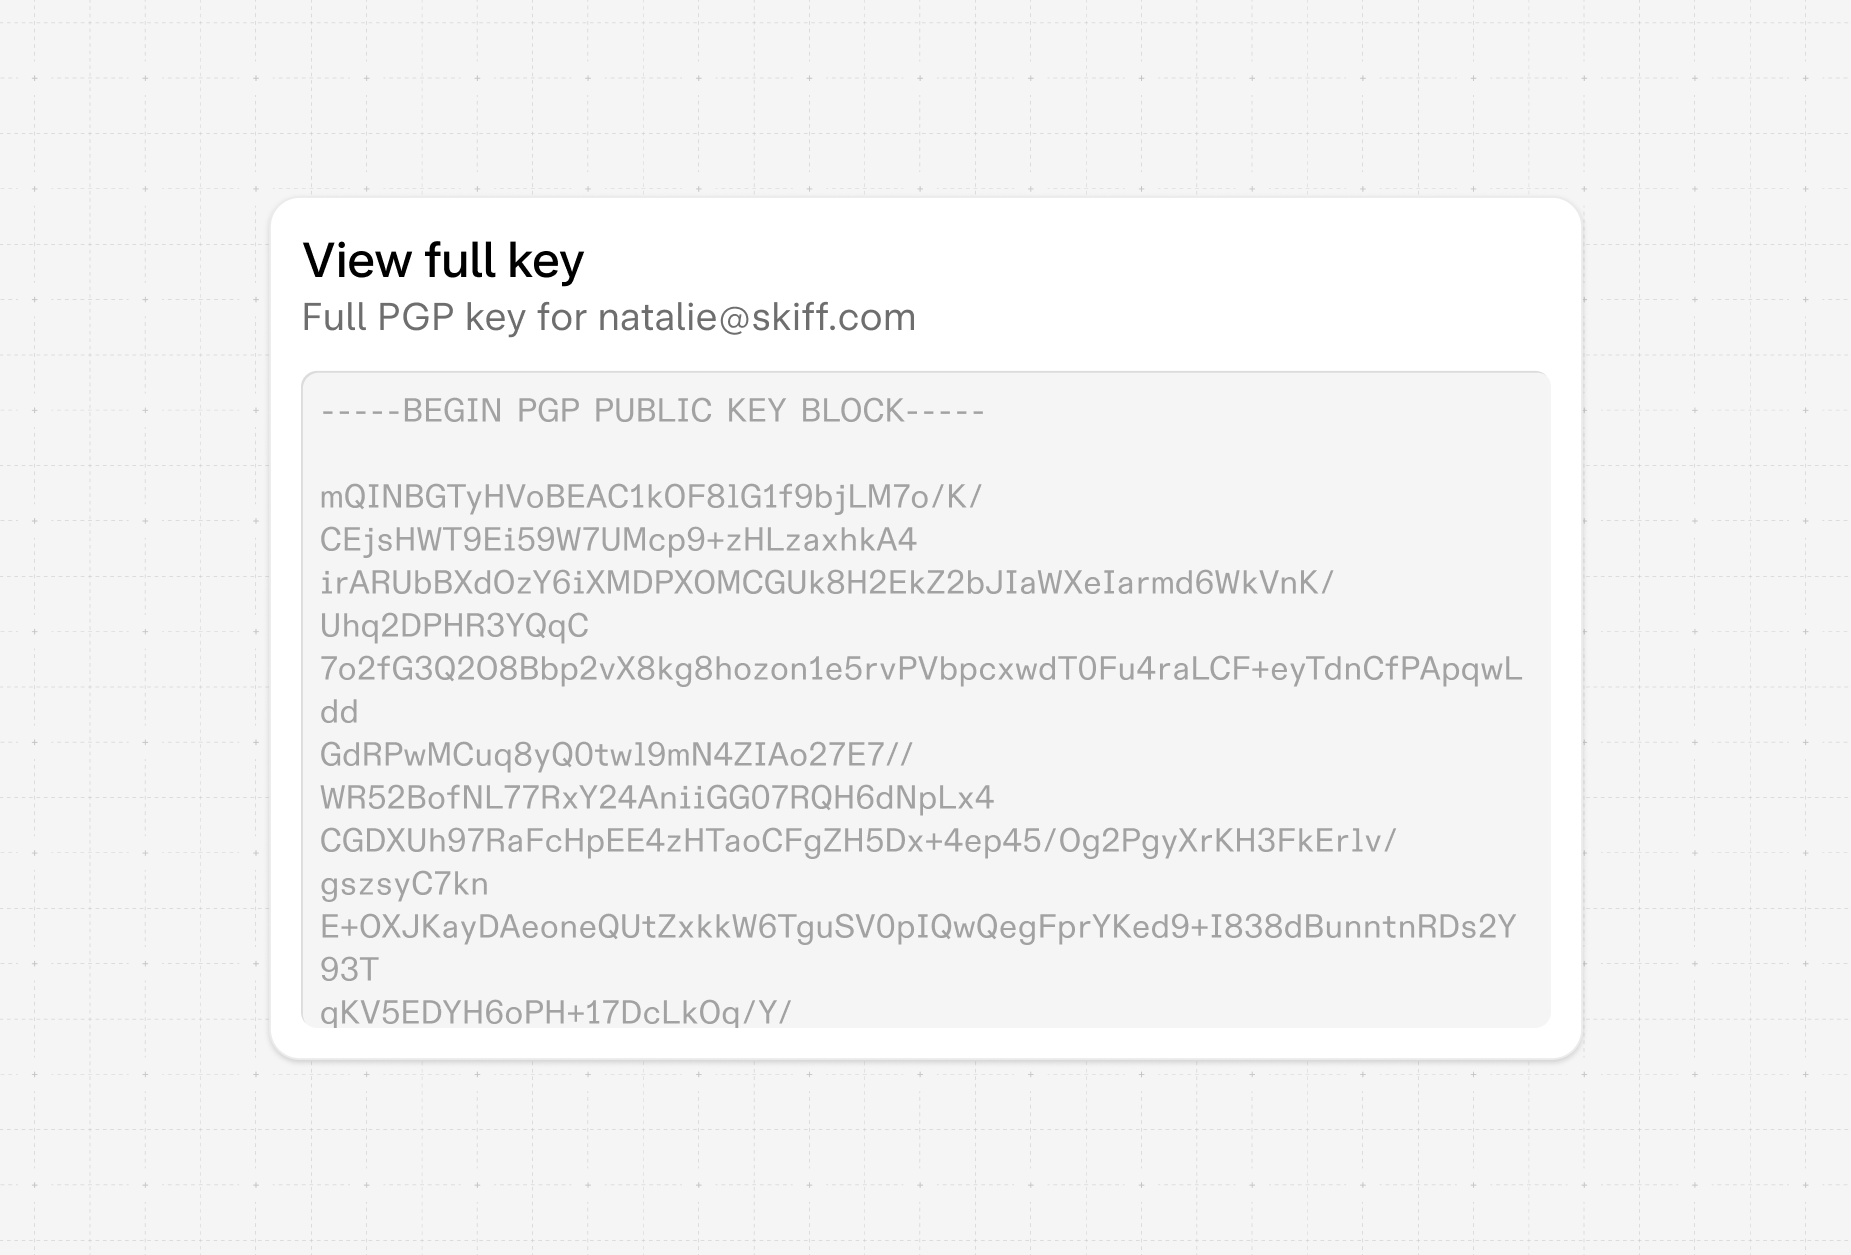 View full key
Full PGP key for natalie@skiff.com
-----BEGIN PGP PUBLIC KEY BLOCK-----
mQINBGTyHVoBEAC1kOF8lG1f9bjLM7o/K/
CEjsHWT9Ei59W7UMcp9+zHLzaxhkA4
irARUbBXdOzY6iXMDPXOMCGUk8H2EkZ2bJIaWXeIarmd6WkVnK/
Uhq2DPHR3YQqC
7o2fG3Q2O8Bbp2vX8kg8hozon1e5rvPVbpcxwdT0Fu4raLCF+eyTdnCfPApqwL
dd
GdRPwMCuq8yQ0twl9mN4ZIAo27E7//
WR52BofNL77RxY24AniiGG07RQH6dNpLx4
CGDXUh97RaFcHpEE4zHTaoCFgZH5Dx+4ep45/Og2PgyXrKH3FkErlv/
gszsyC7kn
E+OXJKayDAeoneQUtZxkkW6TguSV0pIQwQegFprYKed9+I838dBunntnRDs2Y
93T
qKV5EDYH6oPH+17DcLkOq/Y/